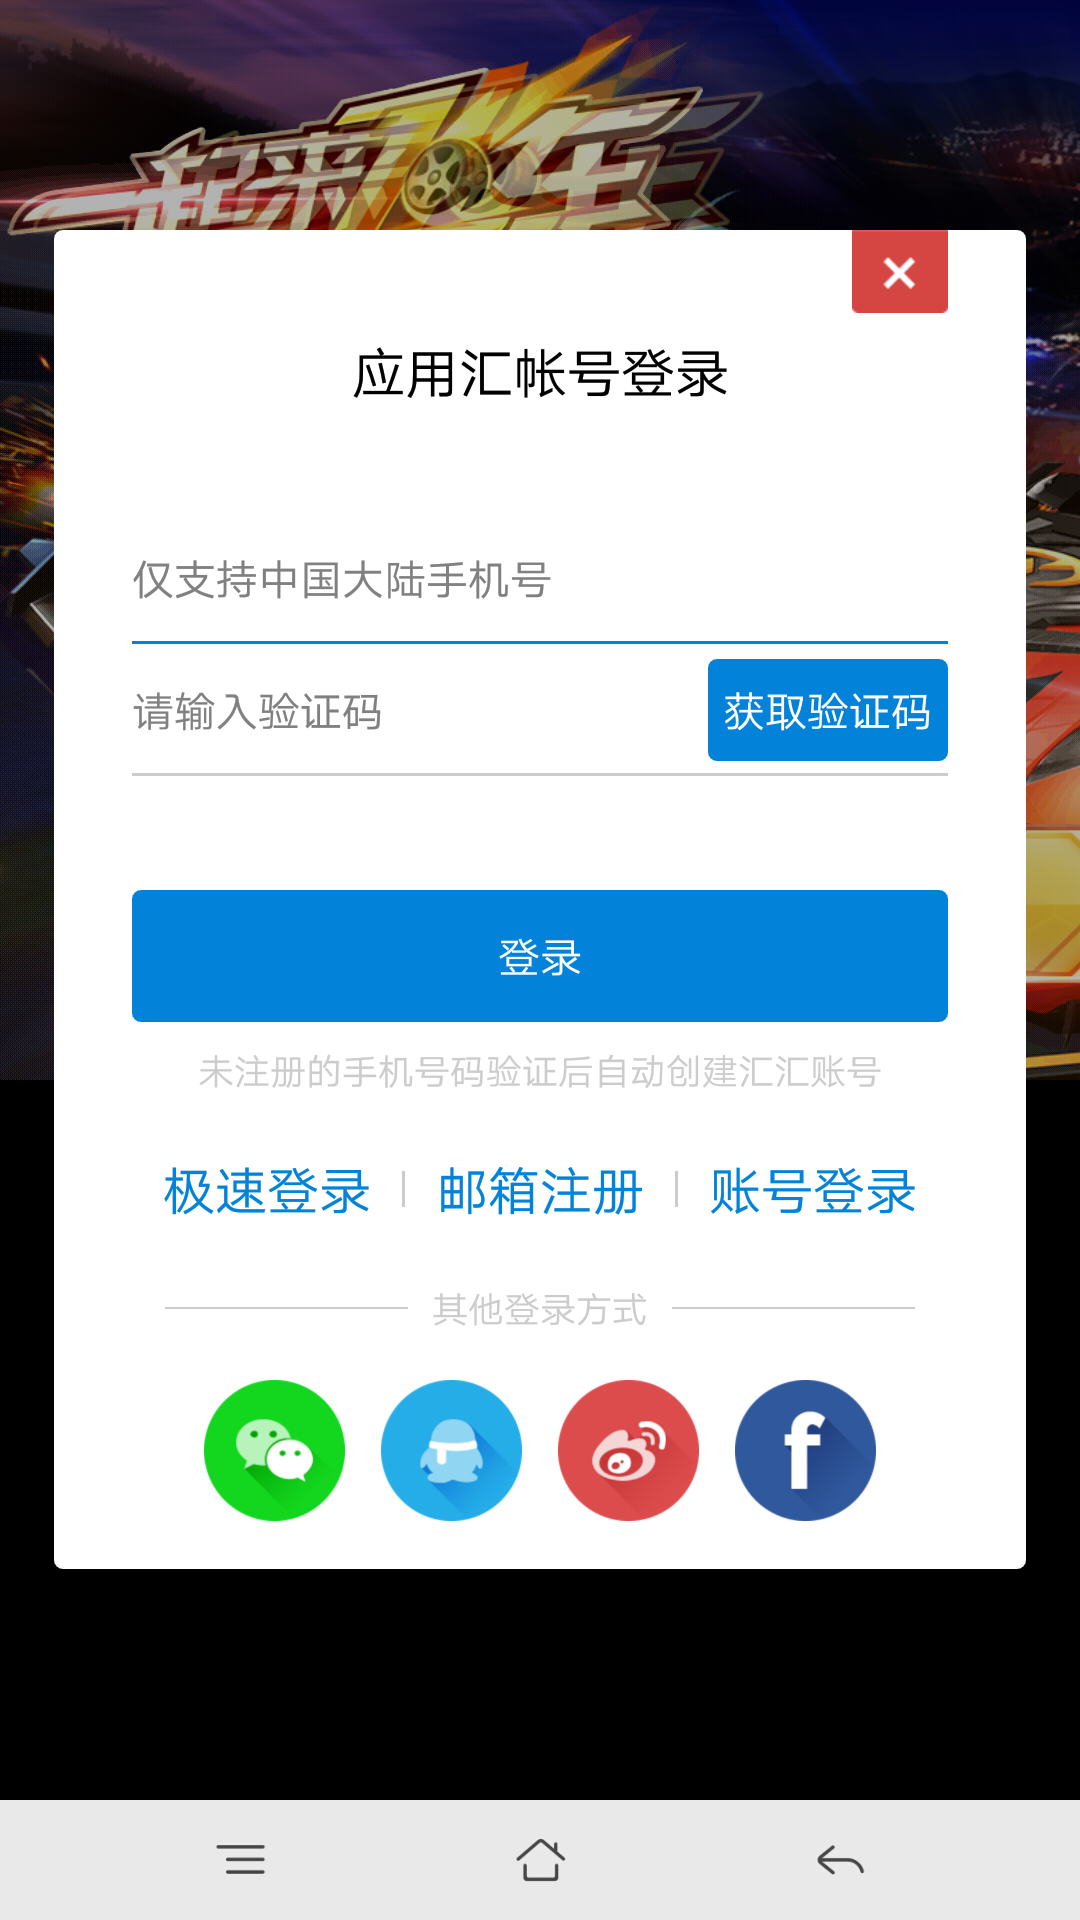 一起来飞车
应用汇帐号登录
仅支持中国大陆手机号
请输入验证码
获取验证码
登录
未注册的手机号码验证后自动创建汇汇账号
极速登录
邮箱注册
账号登录
其他登录方式